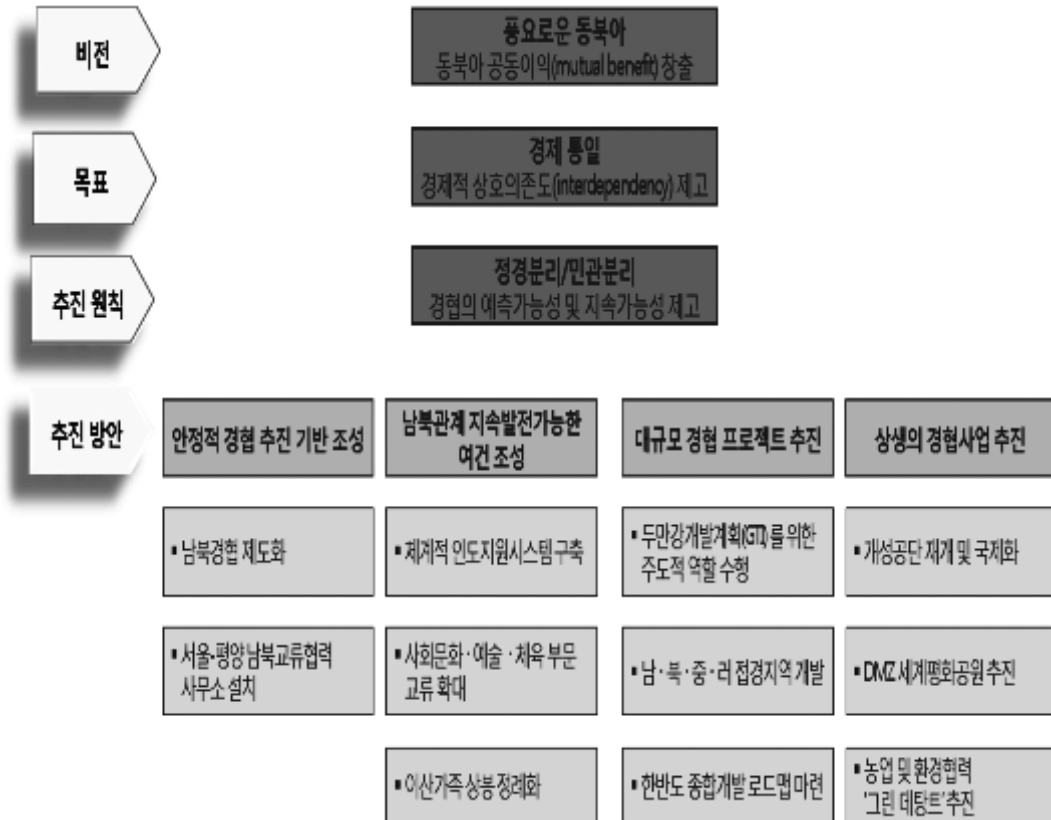 비전
풍요로운 동북아
동북아 공동이익(mutual benefit) 창출
목표
경제 통일
경제적 상호의존도(interdependency) 제고
추진 원칙
정경분리/민관분리
경협의 예측가능성 및 지속가능성 제고
추진 방안
안정적 경협 추진 기반 조성
▪ 남북경협 제도화
▪ 서울-평양 남북교류협력
사무소 설치
남북관계 지속발전가능한
여건 조성
▪ 체계적 인도지원시스템 구축
▪ 사회문화 · 예술 · 체육 부문
교류 확대
▪ 이산가족 상봉 정례화
대규모 경협 프로젝트 추진
▪ 두만강개발계획(GTI)를 위한
주도적 역할 수행
▪ 남 · 북 · 중 · 러 접경지역 개발
▪ 한반도 종합개발 로드맵 마련
상생의 경협사업 추진
▪ 개성공단 재개 및 국제화
▪ DMZ 세계평화공원 추진
▪ 농업 및 환경협력
'그린 데탕트' 추진